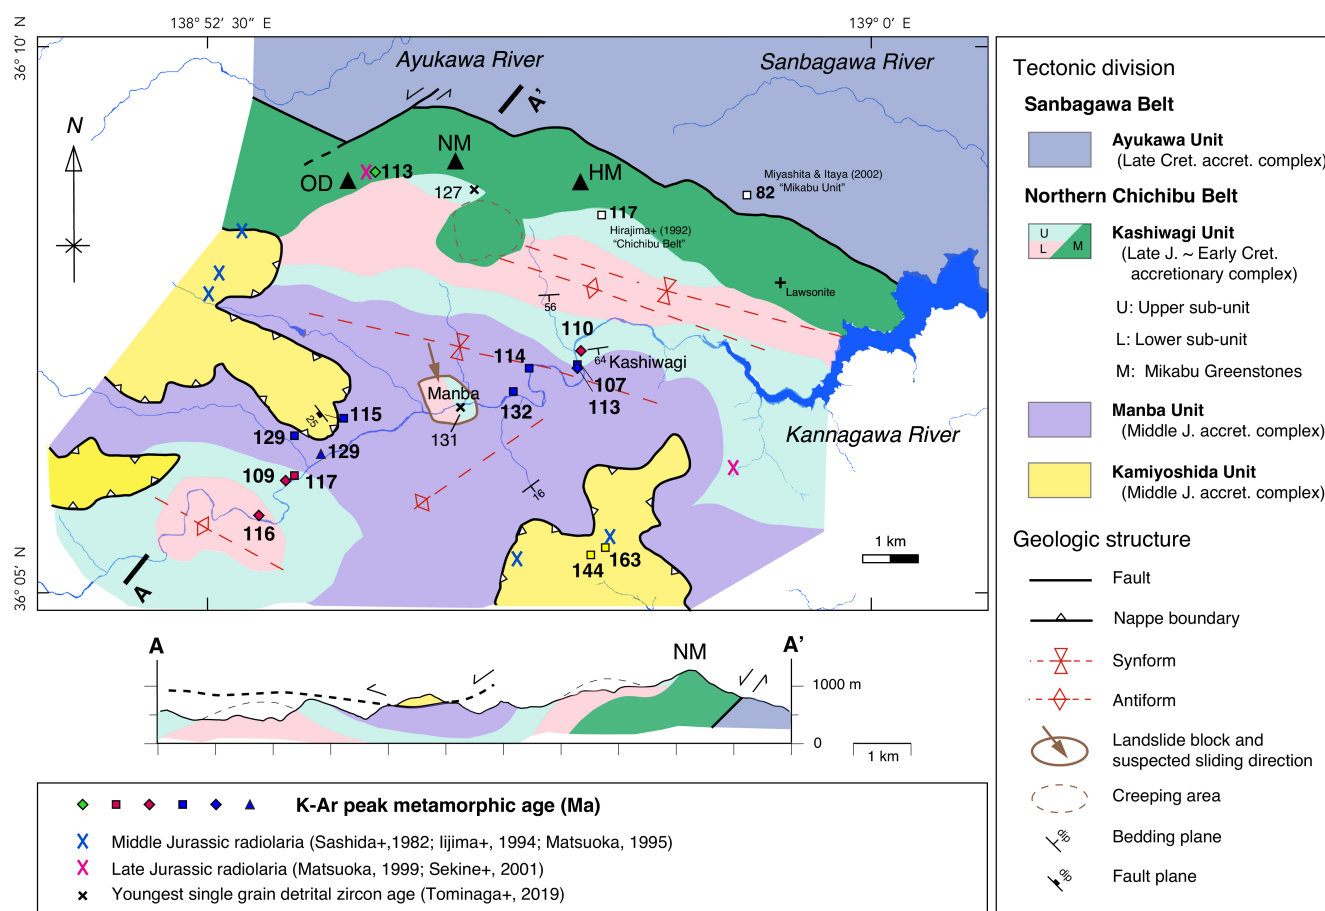 138° 52' 30" E
139° 0' E
36° 10' N
Ayukawa River
Sanbagawa River
A'
N
NM
OD
HM
113
127
Miyashita & Itaya (2002)
"Mikabu Unit"
82
117
Hirajima+ (1992)
"Chichibu Belt"
Lawsonite
56
110
64
Kashiwagi
114
107
113
Manba
132
131
115
25
129
129
Kannagawa River
109
117
16
116
163
144
1 km
36° 05' N
A
A
A'
NM
1000 m
0
1 km
K-Ar peak metamorphic age (Ma)
Middle Jurassic radiolaria (Sashida+,1982; Iijima+, 1994; Matsuoka, 1995)
Late Jurassic radiolaria (Matsuoka, 1999; Sekine+, 2001)
Youngest single grain detrital zircon age (Tominaga+, 2019)
Tectonic division
Sanbagawa Belt
Ayukawa Unit
(Late Cret. accret. complex)
Northern Chichibu Belt
U
L
M
Kashiwagi Unit
(Late J. ~ Early Cret.
accretionary complex)
U: Upper sub-unit
L: Lower sub-unit
M: Mikabu Greenstones
Manba Unit
(Middle J. accret. complex)
Kamiyoshida Unit
(Middle J. accret. complex)
Geologic structure
Fault
Nappe boundary
Synform
Antiform
Landslide block and
suspected sliding direction
Creeping area
dip
Bedding plane
dip
Fault plane